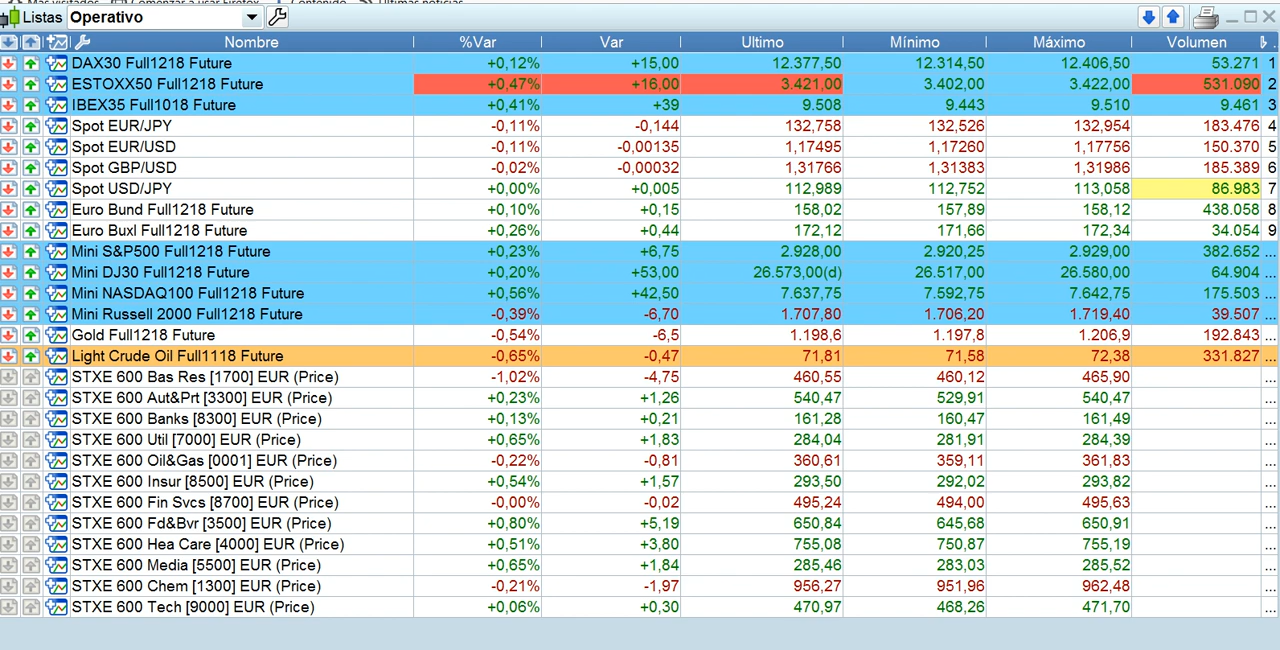 Listas Operativo
Nombre %Var Var Ultimo Mínimo Máximo Volumen
DAX30 Full1218 Future +0,12% +15,00 12.377,50 12.314,50 12.406,50 53.271 1
ESTOXX50 Full1218 Future +0,47% +16,00 3.421,00 3.402,00 3.422,00 531.090 2
IBEX35 Full1018 Future +0,41% +39 9.508 9.443 9.510 9.461 3
Spot EUR/JPY -0,11% -0,144 132,758 132,526 132,954 183.476 4
Spot EUR/USD -0,11% -0,00135 1,17495 1,17260 1,17756 150.370 5
Spot GBP/USD -0,02% -0,00032 1,31766 1,31383 1,31986 185.389 6
Spot USD/JPY +0,00% +0,005 112,989 112,752 113,058 86.983 7
Euro Bund Full1218 Future +0,10% +0,15 158,02 157,89 158,12 438.058 8
Euro Buxl Full1218 Future +0,26% +0,44 172,12 171,66 172,34 34.054 9
Mini S&P500 Full1218 Future +0,23% +6,75 2.928,00 2.920,25 2.929,00 382.652 ...
Mini DJ30 Full1218 Future +0,20% +53,00 26.573,00(d) 26.517,00 26.580,00 64.904 ...
Mini NASDAQ100 Full1218 Future +0,56% +42,50 7.637,75 7.592,75 7.642,75 175.503 ...
Mini Russell 2000 Full1218 Future -0,39% -6,70 1.707,80 1.706,20 1.719,40 39.507 ...
Gold Full1218 Future -0,54% -6,5 1.198,6 1.197,8 1.206,9 192.843 ...
Light Crude Oil Full1118 Future -0,65% -0,47 71,81 71,58 72,38 331.827 ...
STXE 600 Bas Res [1700] EUR (Price) -1,02% -4,75 460,55 460,12 465,90 ...
STXE 600 Aut&Prt [3300] EUR (Price) +0,23% +1,26 540,47 529,91 540,47 ...
STXE 600 Banks [8300] EUR (Price) +0,13% +0,21 161,28 160,47 161,49 ...
STXE 600 Util [7000] EUR (Price) +0,65% +1,83 284,04 281,91 284,39 ...
STXE 600 Oil&Gas [0001] EUR (Price) -0,22% -0,81 360,61 359,11 361,83 ...
STXE 600 Insur [8500] EUR (Price) +0,54% +1,57 293,50 292,02 293,82 ...
STXE 600 Fin Svcs [8700] EUR (Price) -0,00% -0,02 495,24 494,00 495,63 ...
STXE 600 Fd&Bvr [3500] EUR (Price) +0,80% +5,19 650,84 645,68 650,91 ...
STXE 600 Hea Care [4000] EUR (Price) +0,51% +3,80 755,08 750,87 755,19 ...
STXE 600 Media [5500] EUR (Price) +0,65% +1,84 285,46 283,03 285,52 ...
STXE 600 Chem [1300] EUR (Price) -0,21% -1,97 956,27 951,96 962,48 ...
STXE 600 Tech [9000] EUR (Price) +0,06% +0,30 470,97 468,26 471,70 ...